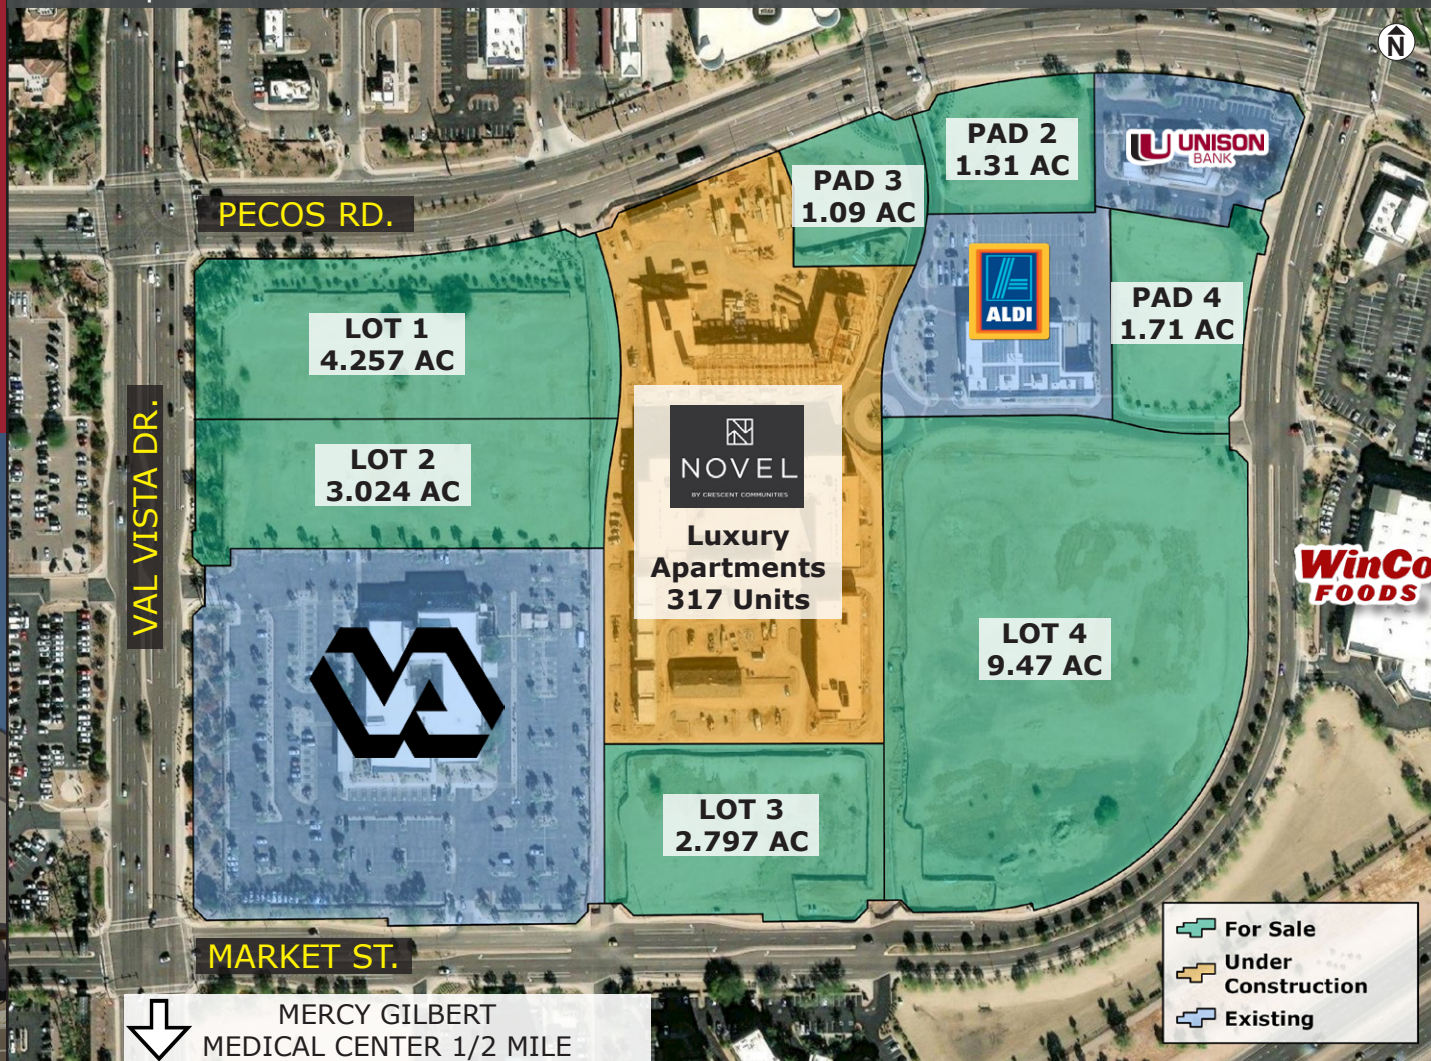 N
PAD 2
1.31 AC
UNISON
BANK
PAD 3
1.09 AC
PECOS RD.
ALDI
PAD 4
1.71 AC
LOT 1
4.257 AC
VAL VISTA DR.
LOT 2
3.024 AC
NOVEL
BY CRESCENT COMMUNITIES
Luxury
Apartments
317 Units
WinCo
FOODS
LOT 4
9.47 AC
VA
LOT 3
2.797 AC
MARKET ST.
For Sale
Under
Construction
Existing
MERCY GILBERT
MEDICAL CENTER 1/2 MILE